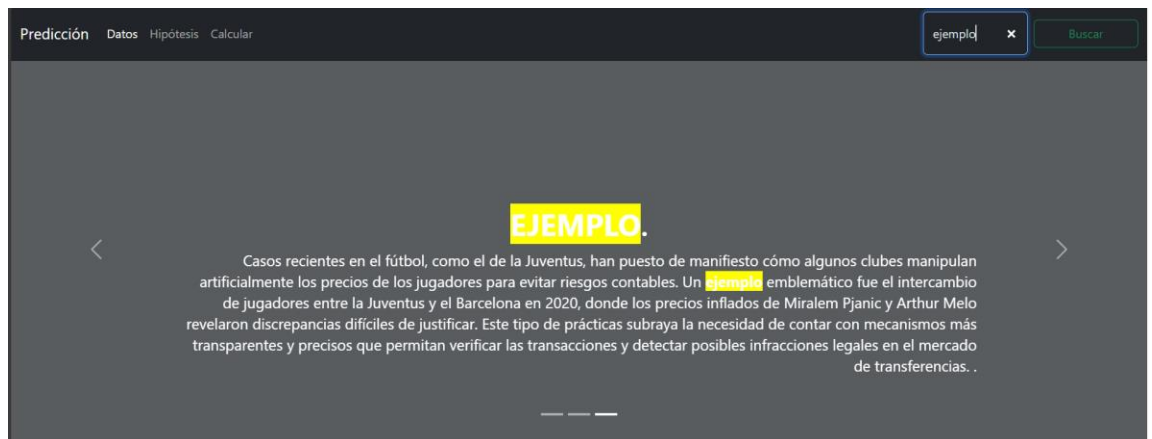 Predicción Datos Hipótesis Calcular ejemplo × Buscar
EJEMPLO.
Casos recientes en el fútbol, como el de la Juventus, han puesto de manifiesto cómo algunos clubes manipulan
artificialmente los precios de los jugadores para evitar riesgos contables. Un ejemplo emblemático fue el intercambio
de jugadores entre la Juventus y el Barcelona en 2020, donde los precios inflados de Miralem Pjanic y Arthur Melo
revelaron discrepancias difíciles de justificar. Este tipo de prácticas subraya la necesidad de contar con mecanismos más
transparentes y precisos que permitan verificar las transacciones y detectar posibles infracciones legales en el mercado
de transferencias. .